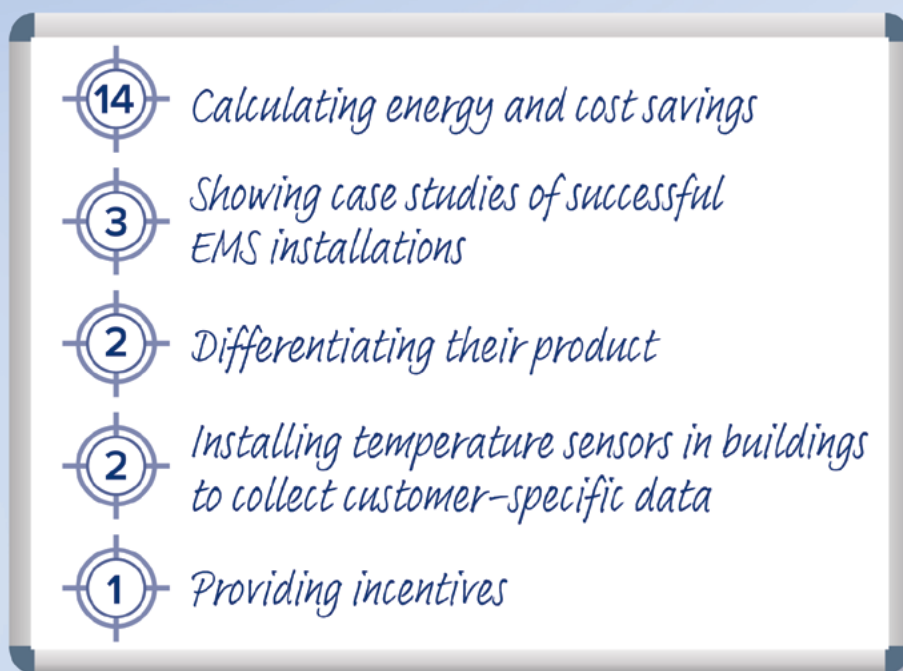 14 Calculating energy and cost savings
3 Showing case studies of successful
EMS installations
2 Differentiating their product
2 Installing temperature sensors in buildings
to collect customer-specific data
1 Providing incentives